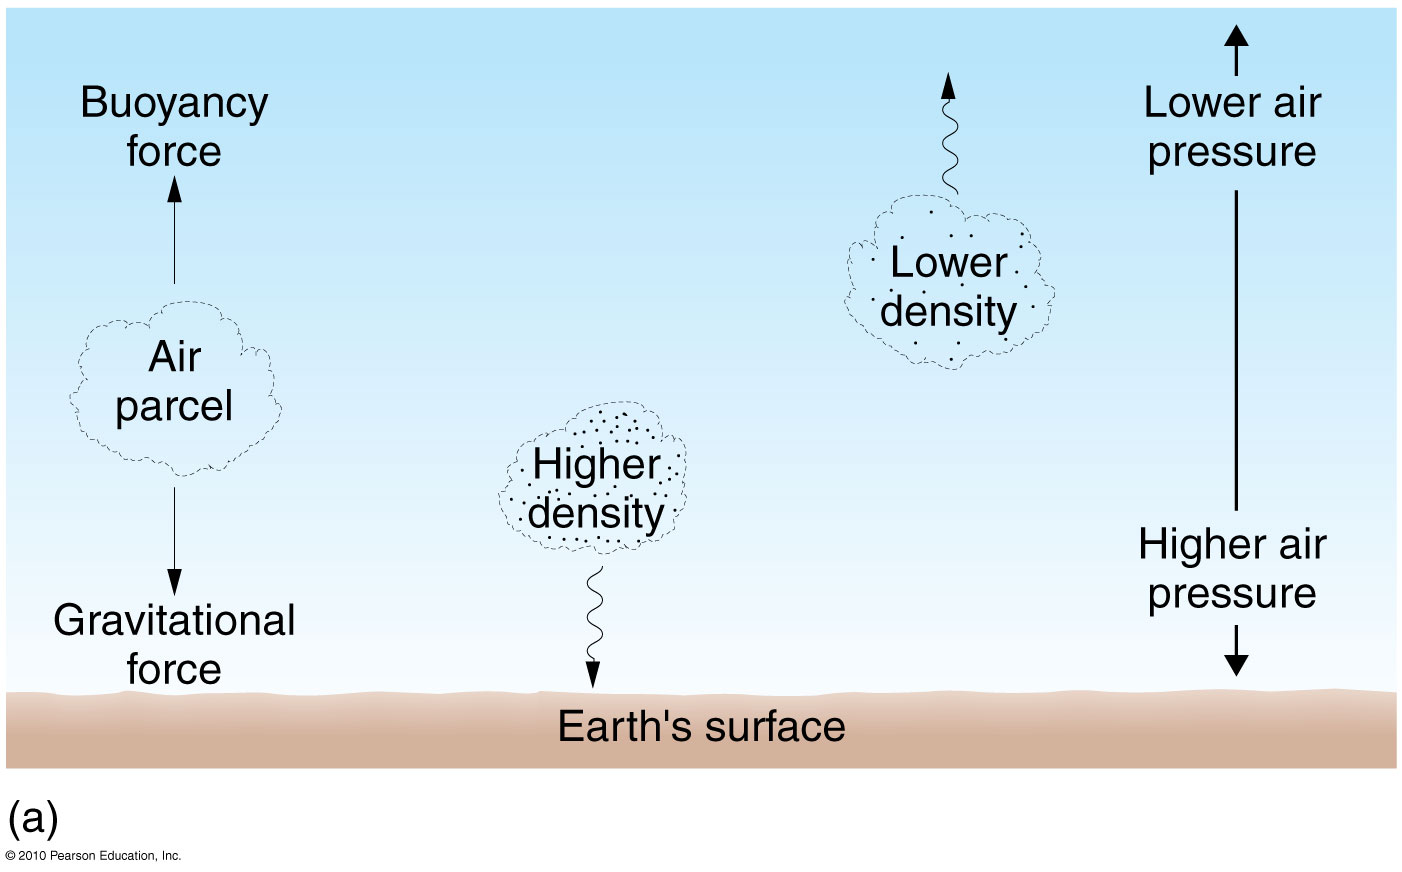 Buoyancy
force
Air
parcel
Gravitational
force
Higher
density
Lower
density
Lower air
pressure
Higher air
pressure
Earth's surface
(a)
© 2010 Pearson Education, Inc.